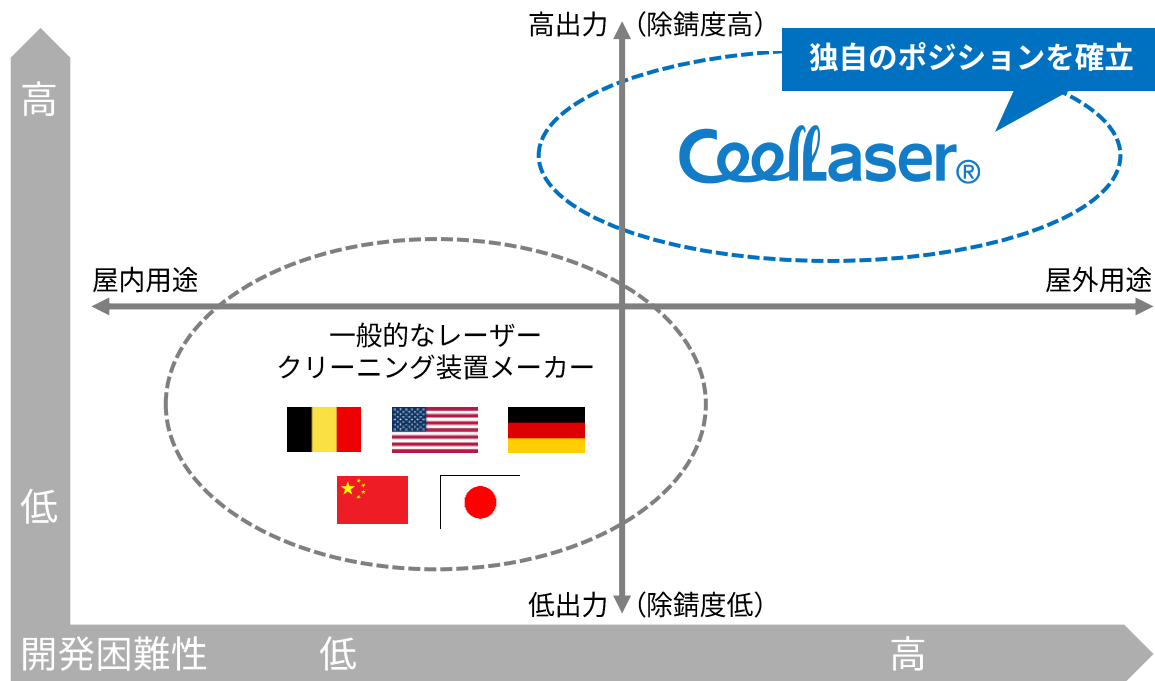 高出力（除錆度高）
独自のポジションを確立
高
CoolLaser®
屋内用途
屋外用途
一般的なレーザー
クリーニング装置メーカー
低
低出力（除錆度低）
開発困難性 低 高